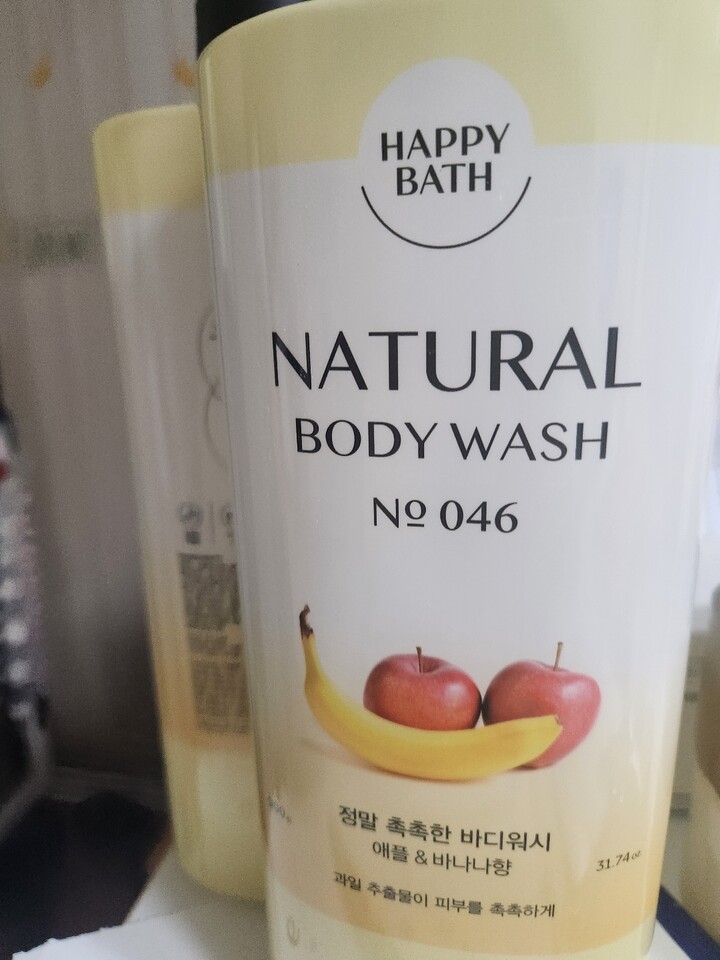 HAPPY
BATH
NATURAL
BODY WASH
№ 046
정말 촉촉한 바디워시
애플 & 바나나향
31.74 oz.
과일 추출물이 피부를 촉촉하게